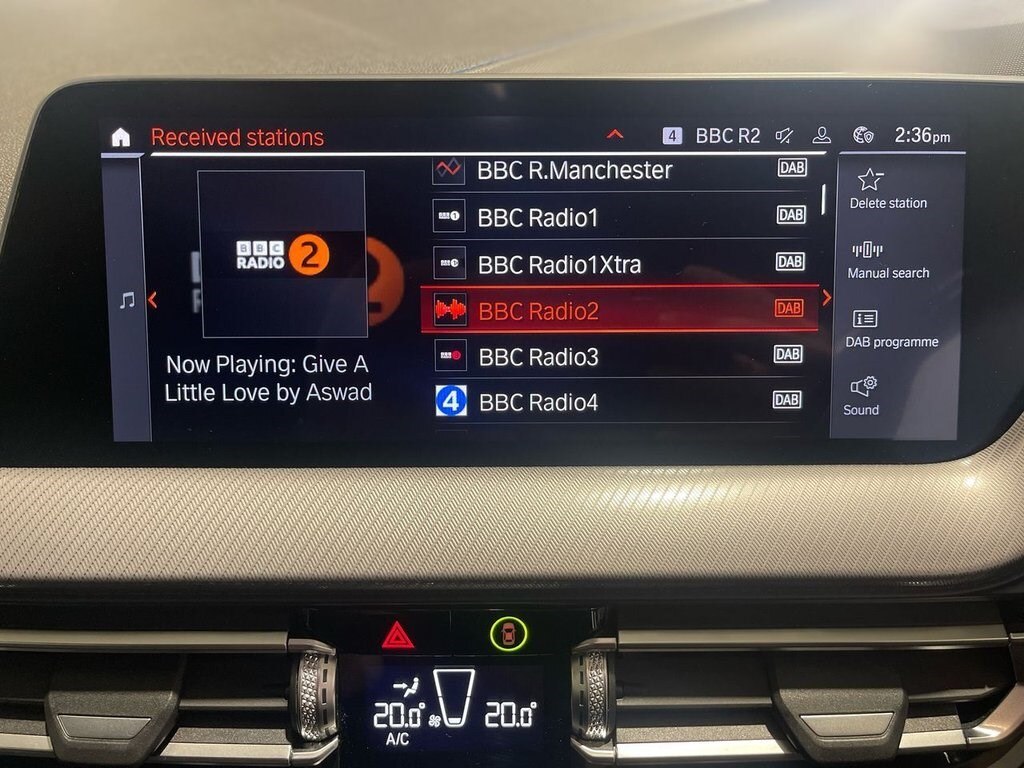 Received stations
4 BBC R2
2:36pm
BBC
RADIO 2
Now Playing: Give A
Little Love by Aswad
BBC R.Manchester DAB
BBC Radio1 DAB
BBC Radio1Xtra DAB
BBC Radio2 DAB
BBC Radio3 DAB
4 BBC Radio4 DAB
Delete station
Manual search
DAB programme
Sound
20.0° 20.0°
A/C